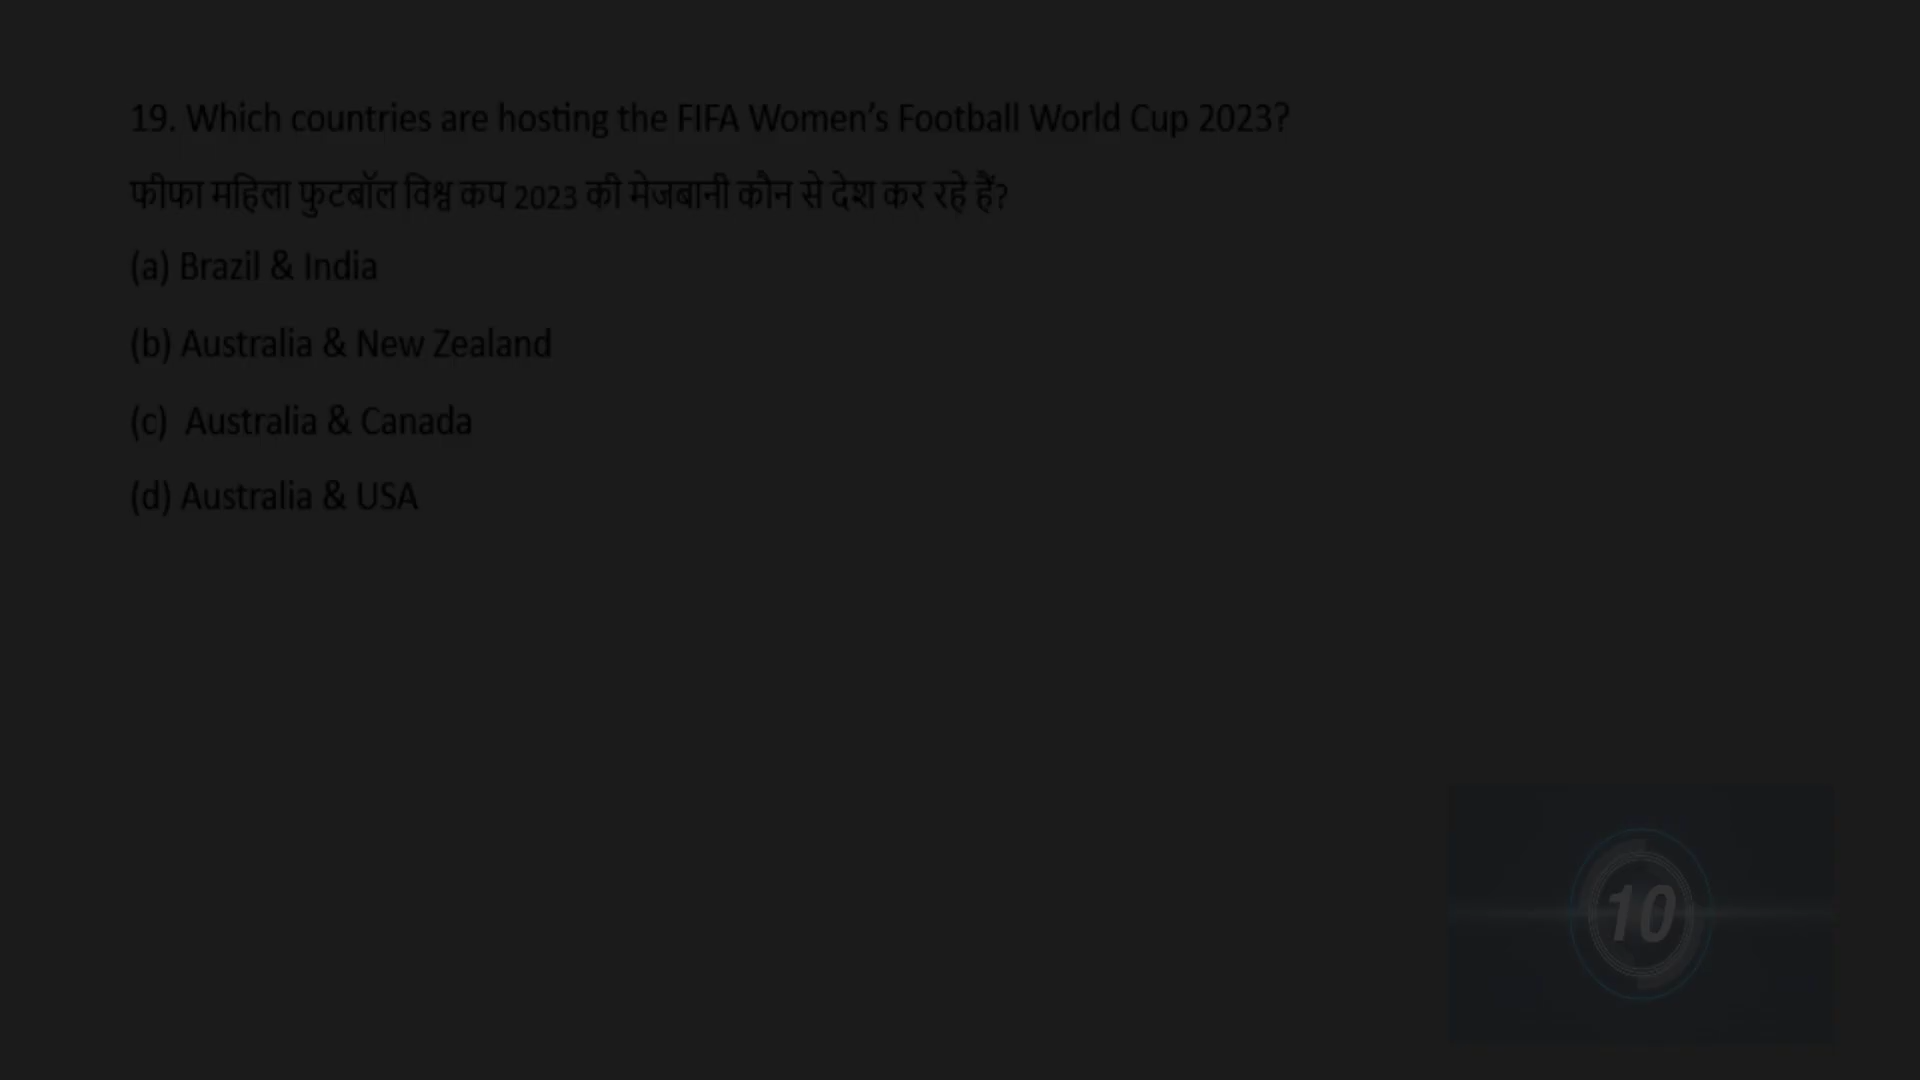 19. Which countries are hosting the FIFA Women’s Football World Cup 2023?
फीफा महिला फुटबॉल विश्व कप 2023 की मेजबानी कौन से देश कर रहे हैं?
(a) Brazil & India
(b) Australia & New Zealand
(c) Australia & Canada
(d) Australia & USA
10